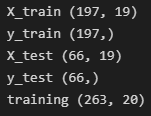 X_train (197, 19)
y_train (197,)
X_test (66, 19)
y_test (66,)
training (263, 20)